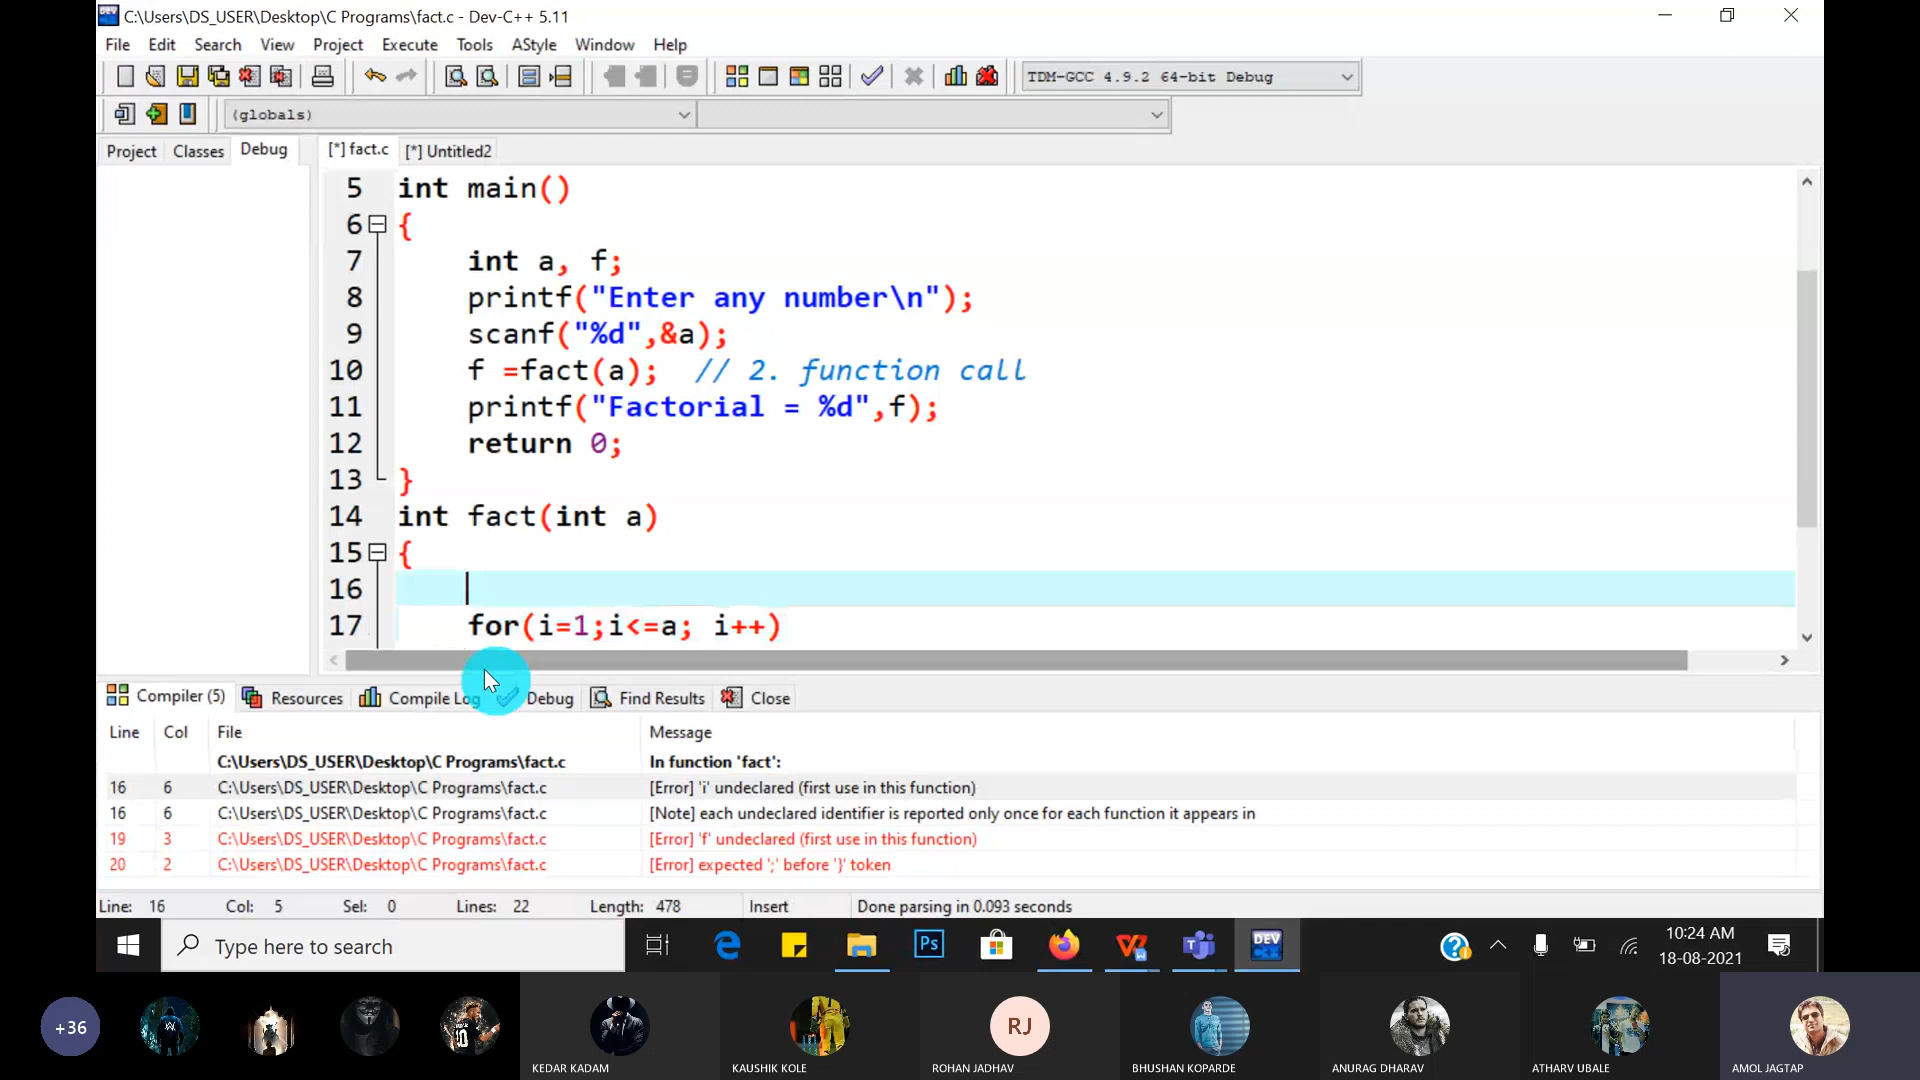 C:\Users\DS_USER\Desktop\C Programs\fact.c - Dev-C++ 5.11
File Edit Search View Project Execute Tools AStyle Window Help
TDM-GCC 4.9.2 64-bit Debug
(globals)
Project Classes Debug [*] fact.c [*] Untitled2
5 int main()
6 {
7 int a, f;
8 printf("Enter any number\n");
9 scanf("%d",&a);
10 f =fact(a); // 2. function call
11 printf("Factorial = %d",f);
12 return 0;
13 }
14 int fact(int a)
15 {
16
17 for(i=1;i<=a; i++)
Compiler (5) Resources Compile Log Debug Find Results Close
Line Col File Message
C:\Users\DS_USER\Desktop\C Programs\fact.c In function 'fact':
16 6 C:\Users\DS_USER\Desktop\C Programs\fact.c [Error] 'i' undeclared (first use in this function)
16 6 C:\Users\DS_USER\Desktop\C Programs\fact.c [Note] each undeclared identifier is reported only once for each function it appears in
19 3 C:\Users\DS_USER\Desktop\C Programs\fact.c [Error] 'f' undeclared (first use in this function)
20 2 C:\Users\DS_USER\Desktop\C Programs\fact.c [Error] expected ';' before '}' token
Line: 16 Col: 5 Sel: 0 Lines: 22 Length: 478 Insert Done parsing in 0.093 seconds
Type here to search Ps DEV 10:24 AM
18-08-2021
+36 RJ
KEDAR KADAM KAUSHIK KOLE ROHAN JADHAV BHUSHAN KOPARDE ANURAG DHARAV ATHARV UBALE AMOL JAGTAP